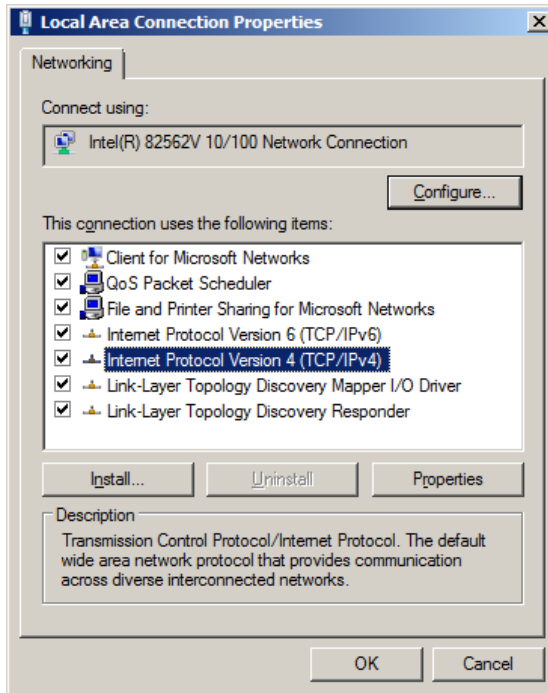 Local Area Connection Properties
Networking
Connect using:
Intel(R) 82562V 10/100 Network Connection
Configure...
This connection uses the following items:
Client for Microsoft Networks
QoS Packet Scheduler
File and Printer Sharing for Microsoft Networks
Internet Protocol Version 6 (TCP/IPv6)
Internet Protocol Version 4 (TCP/IPv4)
Link-Layer Topology Discovery Mapper I/O Driver
Link-Layer Topology Discovery Responder
Install...
Uninstall
Properties
Description
Transmission Control Protocol/Internet Protocol. The default
wide area network protocol that provides communication
across diverse interconnected networks.
OK
Cancel